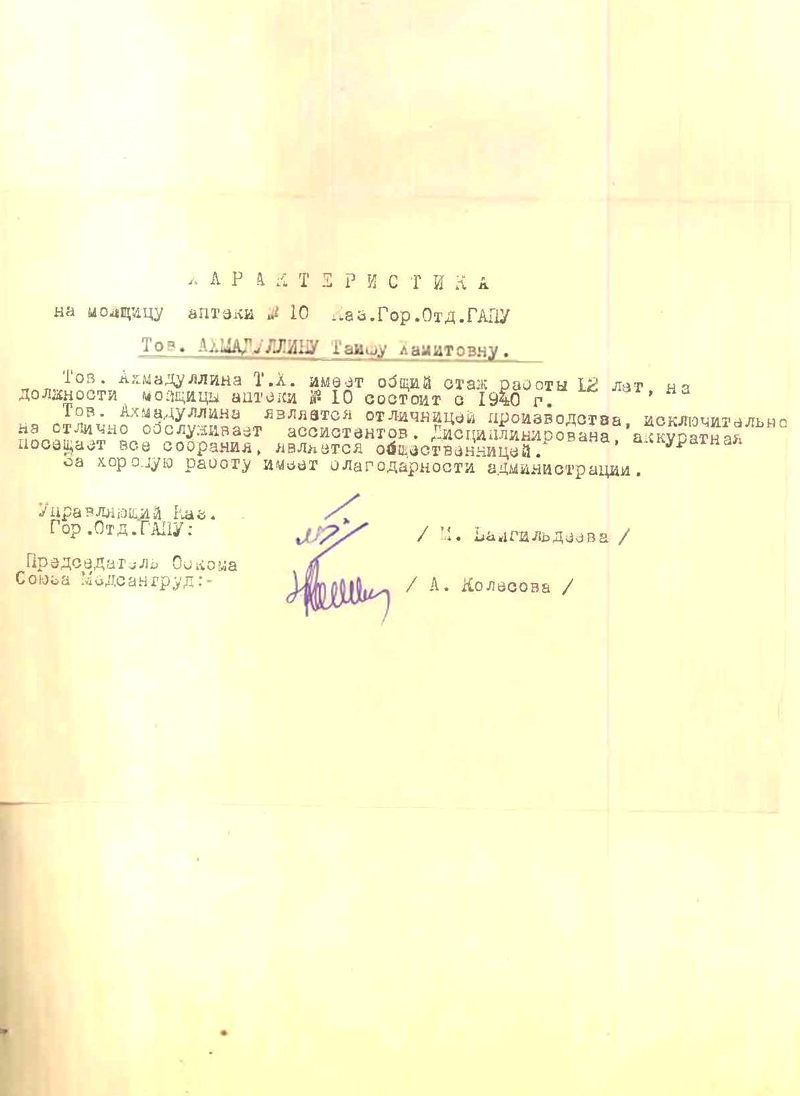 ХАРАКТЕРИСТИКА
на мойщицу аптеки № 10 Каз.Гор.Отд.ГАПУ
Тов. АХМАДУЛЛИНУ Хамитовну.
Тов. Ахмадуллина Т.Х. имеет общий стаж работы 12 лет, на
должности мойщицы аптеки № 10 состоит с 1940 г.
Тов. Ахмадуллина является отличницей производства, исключительно
на отлично обслуживает ассистентов. Дисциплинирована, аккуратная
посещает все собрания, является общественницей.
За хорошую работу имеет благодарности администрации.
Управляющий Каз.
Гор.Отд.ГАПУ:
/ М. Балгильдеева /
Председатель
Союза Медсантруд:-
/ А. Колесова /